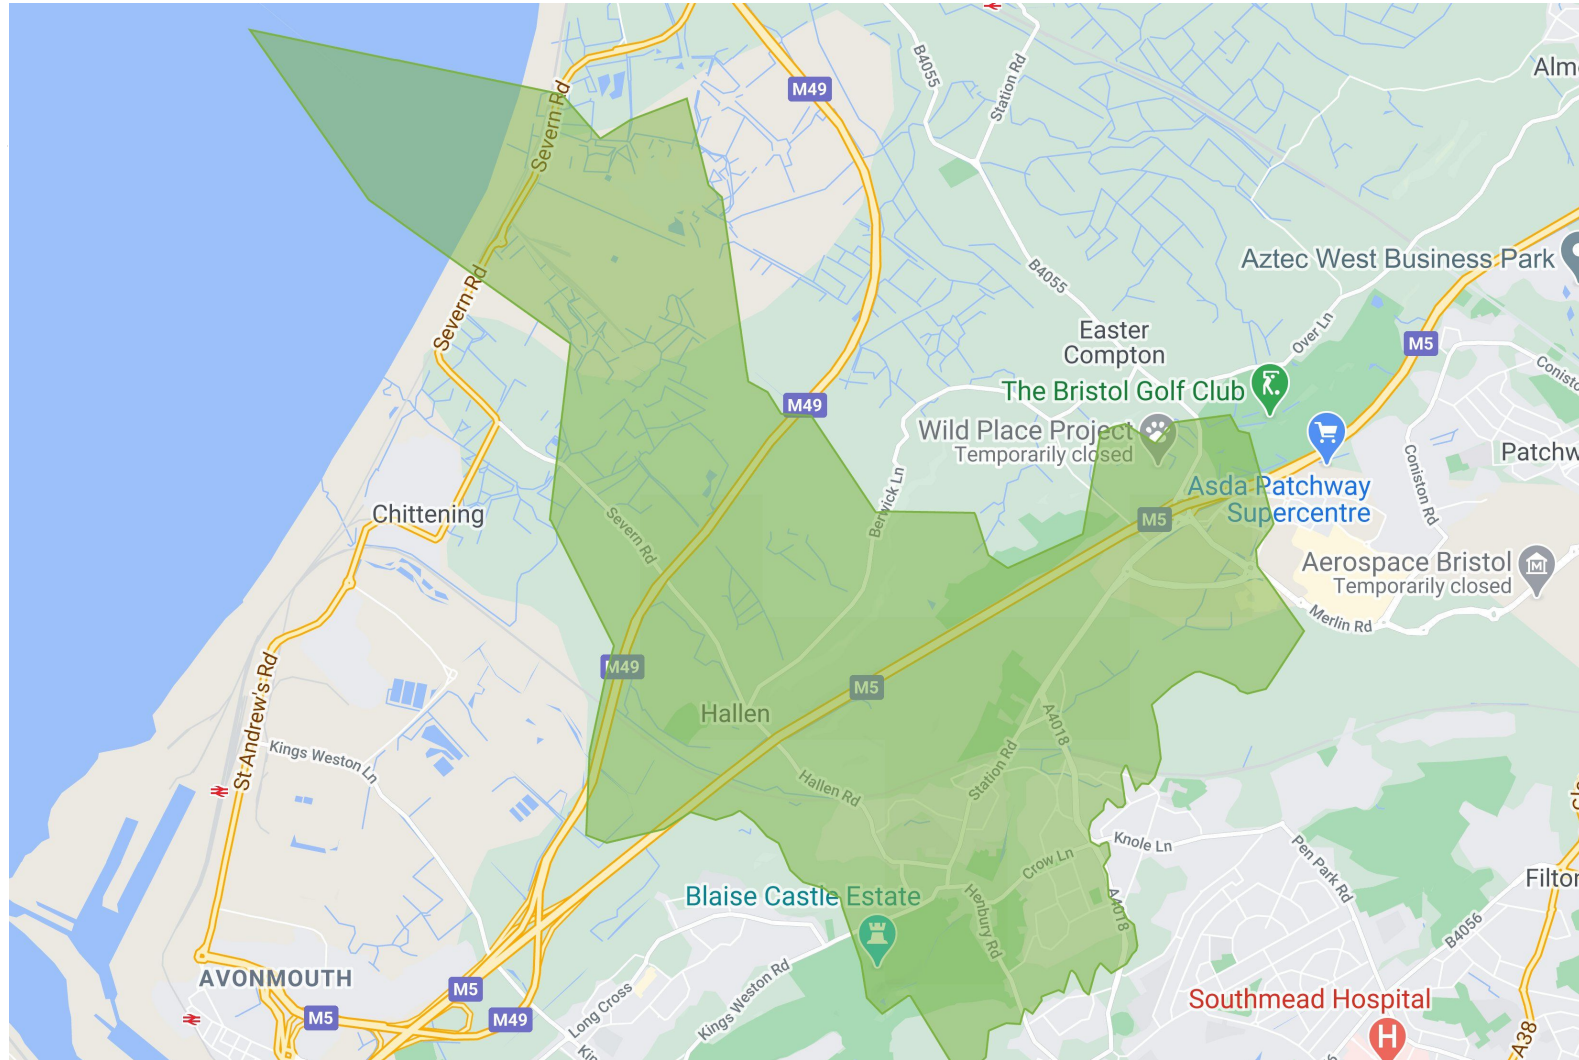 M49
B4055
Station Rd
Alm
Severn Rd
Aztec West Business Park
B4055
Severn Rd
Easter
Compton
Over Ln
M5
The Bristol Golf Club
M49
Wild Place Project
Temporarily closed
Conisto
Coniston Rd
Patchw
Asda Patchway
Supercentre
Berwick Ln
M5
Chittening
Severn Rd
Aerospace Bristol
Temporarily closed
Merlin Rd
M49
M5
St Andrew's Rd
Hallen
A4018
Kings Weston Ln
Station Rd
Hallen Rd
Knole Ln
Pen Park Rd
Crow Ln
Blaise Castle Estate
Henbury Rd
A4018
Filton
B4056
AVONMOUTH
M5
Long Cross
Kings Weston Rd
Southmead Hospital
M5
M49
A38
H